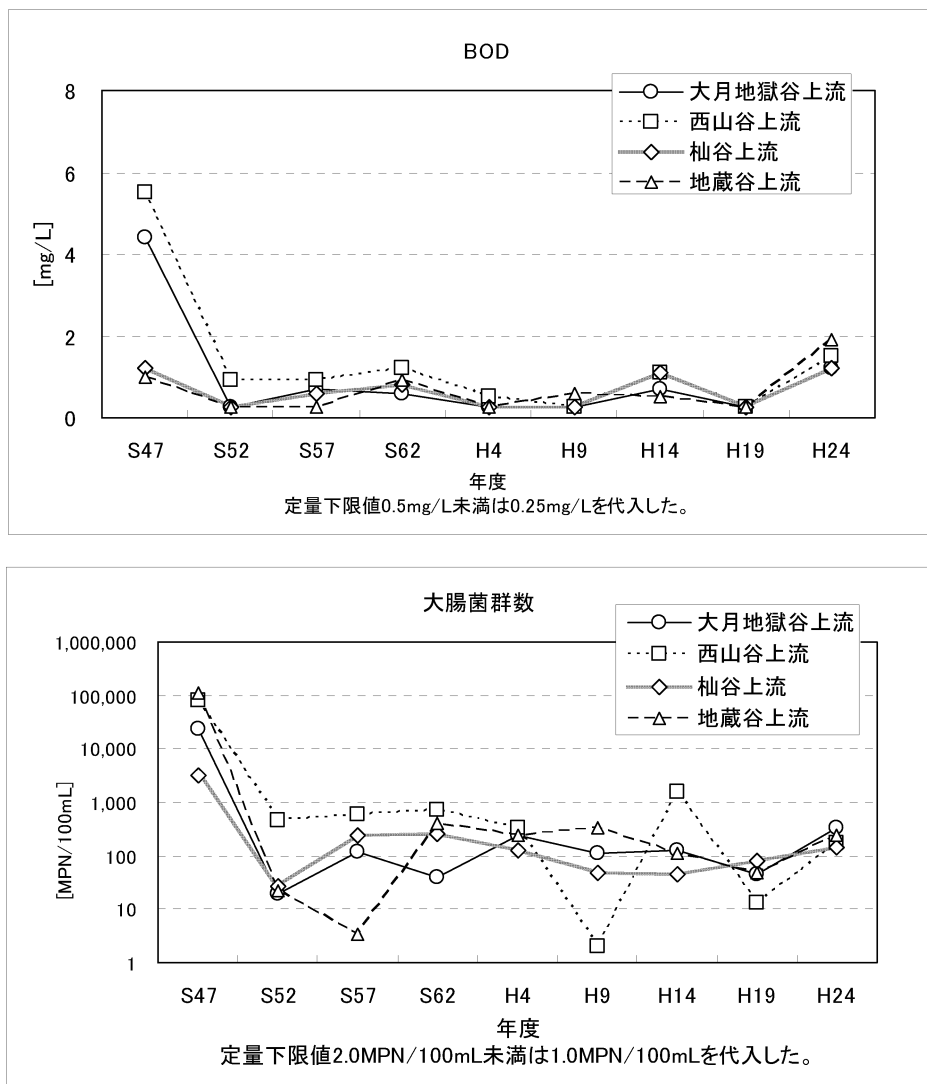 BOD
8
6
4
2
0
[mg/L]
大月地獄谷上流
西山谷上流
杣谷上流
地蔵谷上流
S47 S52 S57 S62 H4 H9 H14 H19 H24
年度
定量下限値0.5mg/L未満は0.25mg/Lを代入した。
大腸菌群数
1,000,000
100,000
10,000
1,000
100
10
1
[MPN/100mL]
大月地獄谷上流
西山谷上流
杣谷上流
地蔵谷上流
S47 S52 S57 S62 H4 H9 H14 H19 H24
年度
定量下限値2.0MPN/100mL未満は1.0MPN/100mLを代入した。